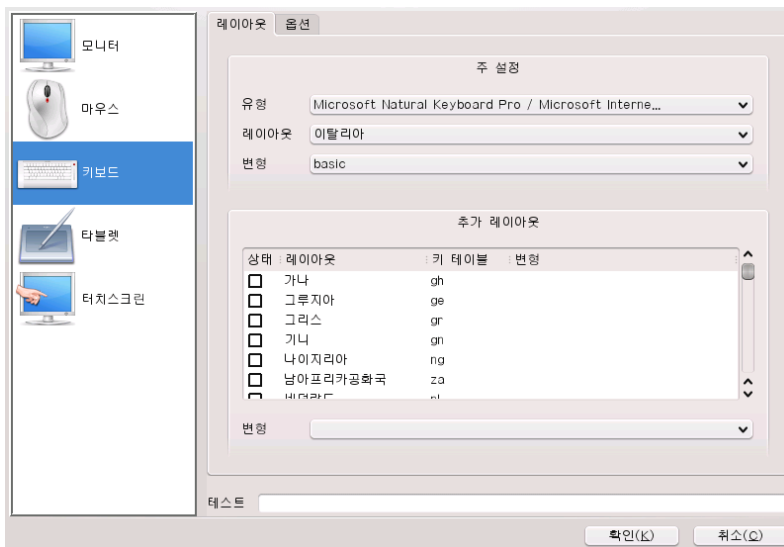 모니터
마우스
키보드
타블렛
터치스크린
레이아웃 옵션
주 설정
유형 Microsoft Natural Keyboard Pro / Microsoft Interne...
레이아웃 이탈리아
변형 basic
추가 레이아웃
상태 레이아웃 키 테이블 변형
가나 gh
그루지아 ge
그리스 gr
기니 gn
나이지리아 ng
남아프리카공화국 za
변형
테스트
확인(K) 취소(C)